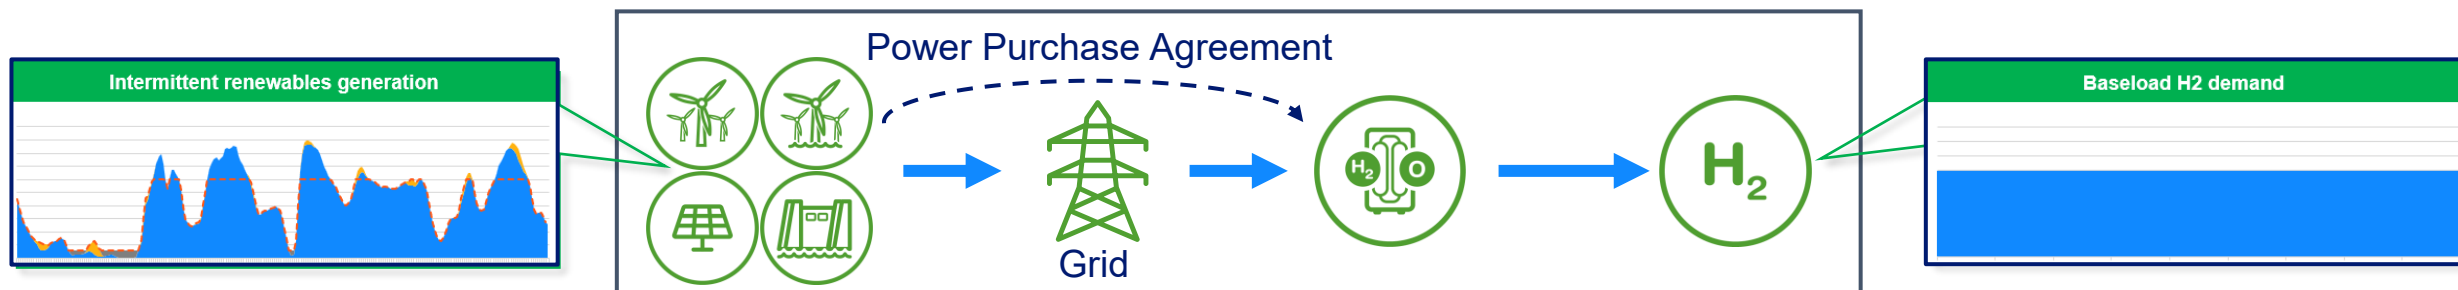 Power Purchase Agreement
Intermittent renewables generation
Baseload H2 demand
H2 O
H2
Grid